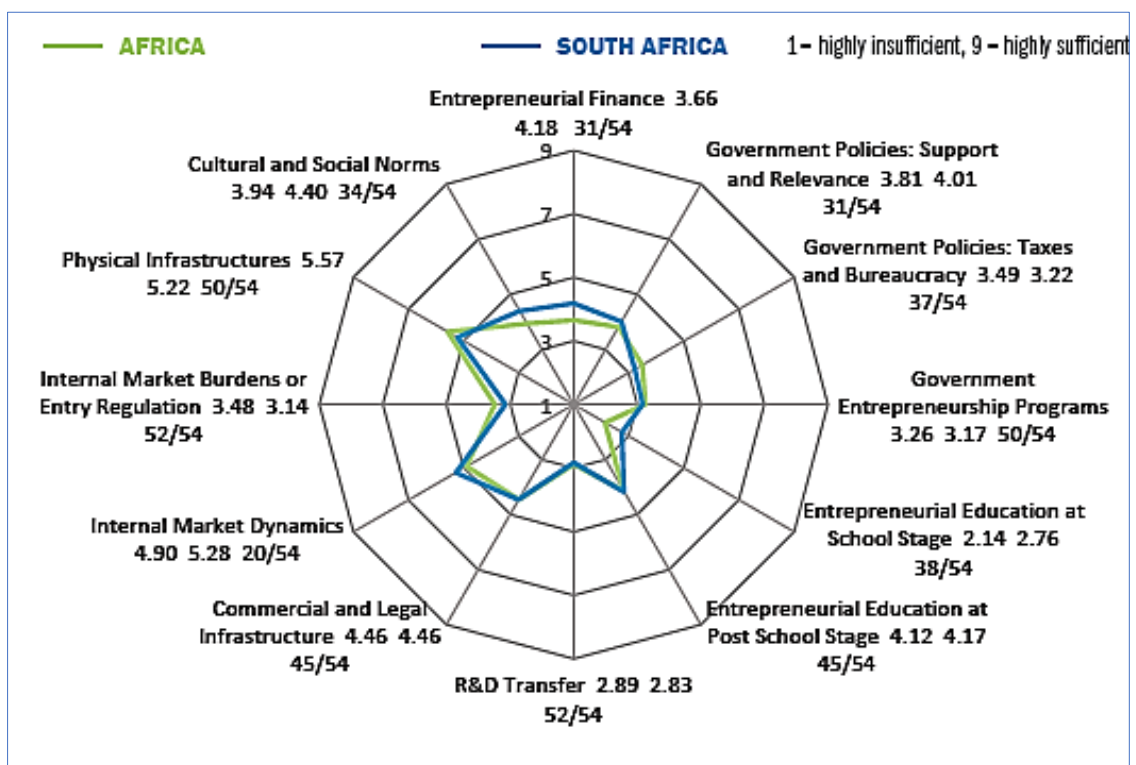 AFRICA
SOUTH AFRICA
1 – highly insufficient, 9 – highly sufficient
Entrepreneurial Finance 3.66
4.18 31/54
Government Policies: Support
and Relevance 3.81 4.01
31/54
Government Policies: Taxes
and Bureaucracy 3.49 3.22
37/54
Government
Entrepreneurship Programs
3.26 3.17 50/54
Entrepreneurial Education at
School Stage 2.14 2.76
38/54
Entrepreneurial Education at
Post School Stage 4.12 4.17
45/54
R&D Transfer 2.89 2.83
52/54
Commercial and Legal
Infrastructure 4.46 4.46
45/54
Internal Market Dynamics
4.90 5.28 20/54
Internal Market Burdens or
Entry Regulation 3.48 3.14
52/54
Physical Infrastructures 5.57
5.22 50/54
Cultural and Social Norms
3.94 4.40 34/54
9
7
5
3
1